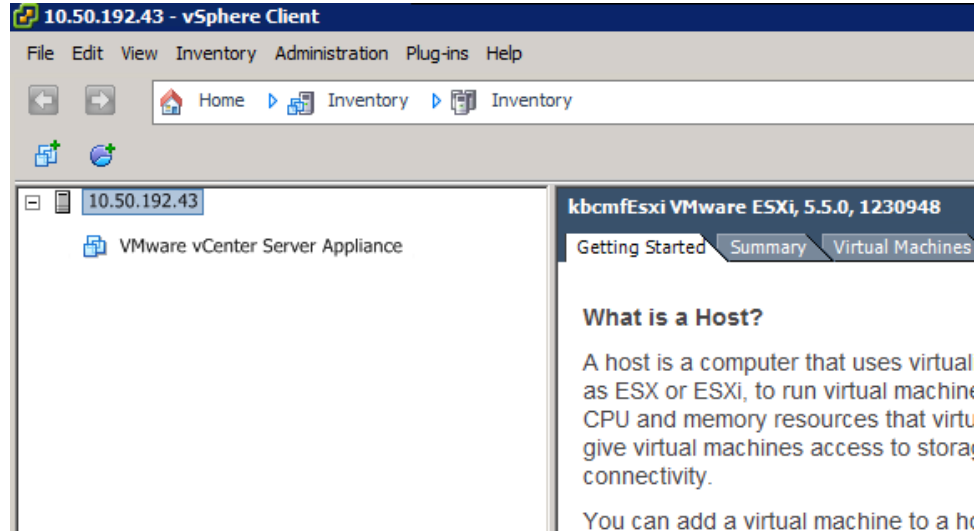 10.50.192.43 - vSphere Client
File Edit View Inventory Administration Plug-ins Help
Home Inventory Inventory
10.50.192.43
VMware vCenter Server Appliance
kbcmfEsxi VMware ESXi, 5.5.0, 1230948
Getting Started Summary Virtual Machines
What is a Host?
A host is a computer that uses virtual
as ESX or ESXi, to run virtual machine
CPU and memory resources that virtu
give virtual machines access to storag
connectivity.
You can add a virtual machine to a ho